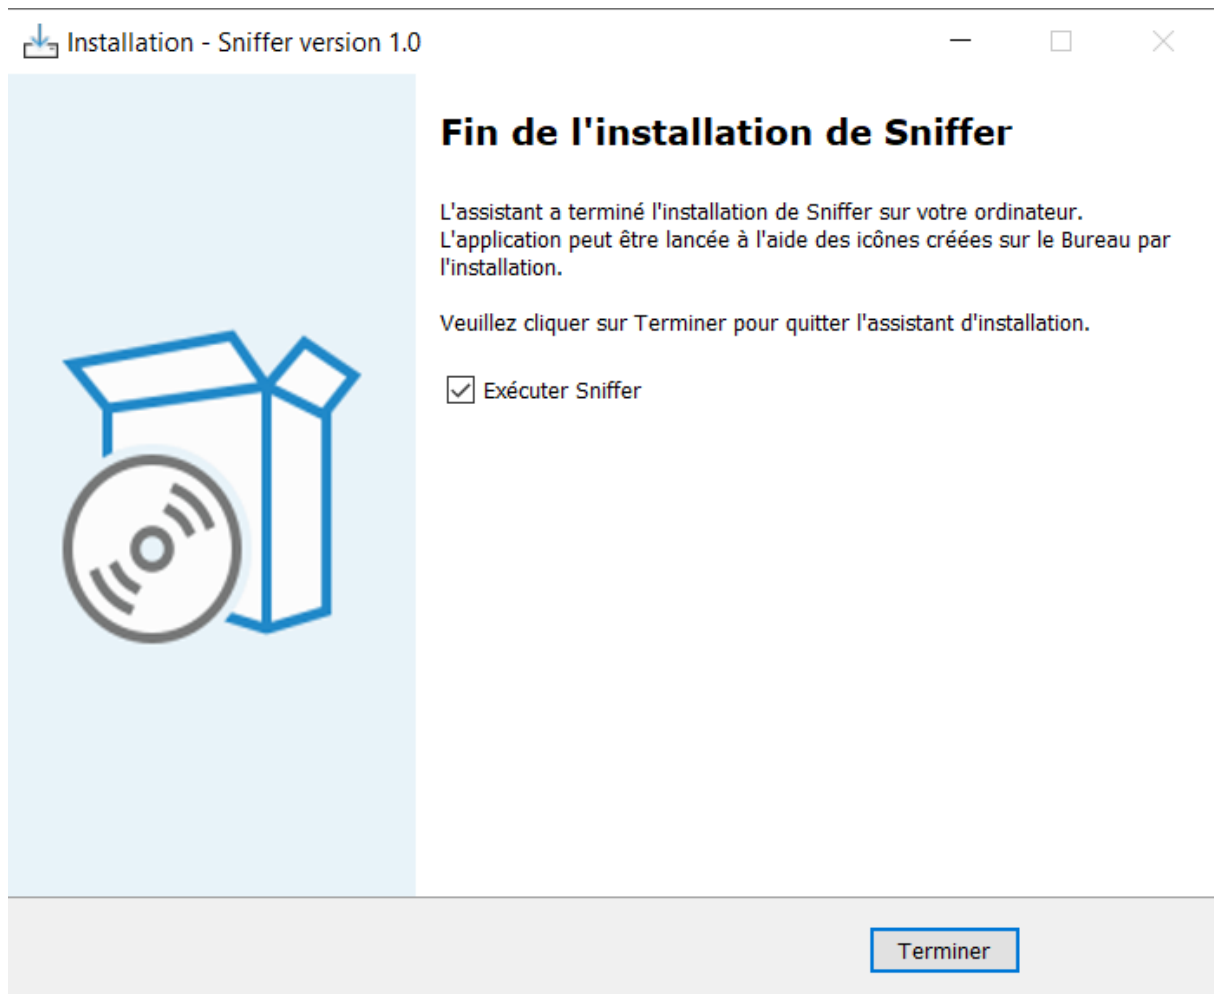 Installation - Sniffer version 1.0
Fin de l'installation de Sniffer
L'assistant a terminé l'installation de Sniffer sur votre ordinateur.
L'application peut être lancée à l'aide des icônes créées sur le Bureau par
l'installation.
Veuillez cliquer sur Terminer pour quitter l'assistant d'installation.
Exécuter Sniffer
Terminer